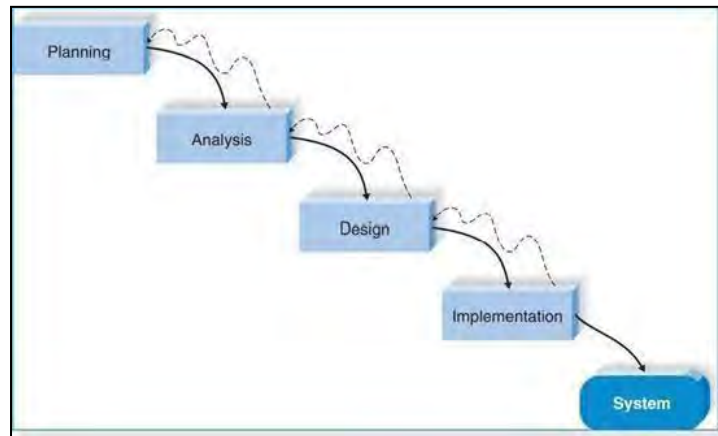 Planning
Analysis
Design
Implementation
System